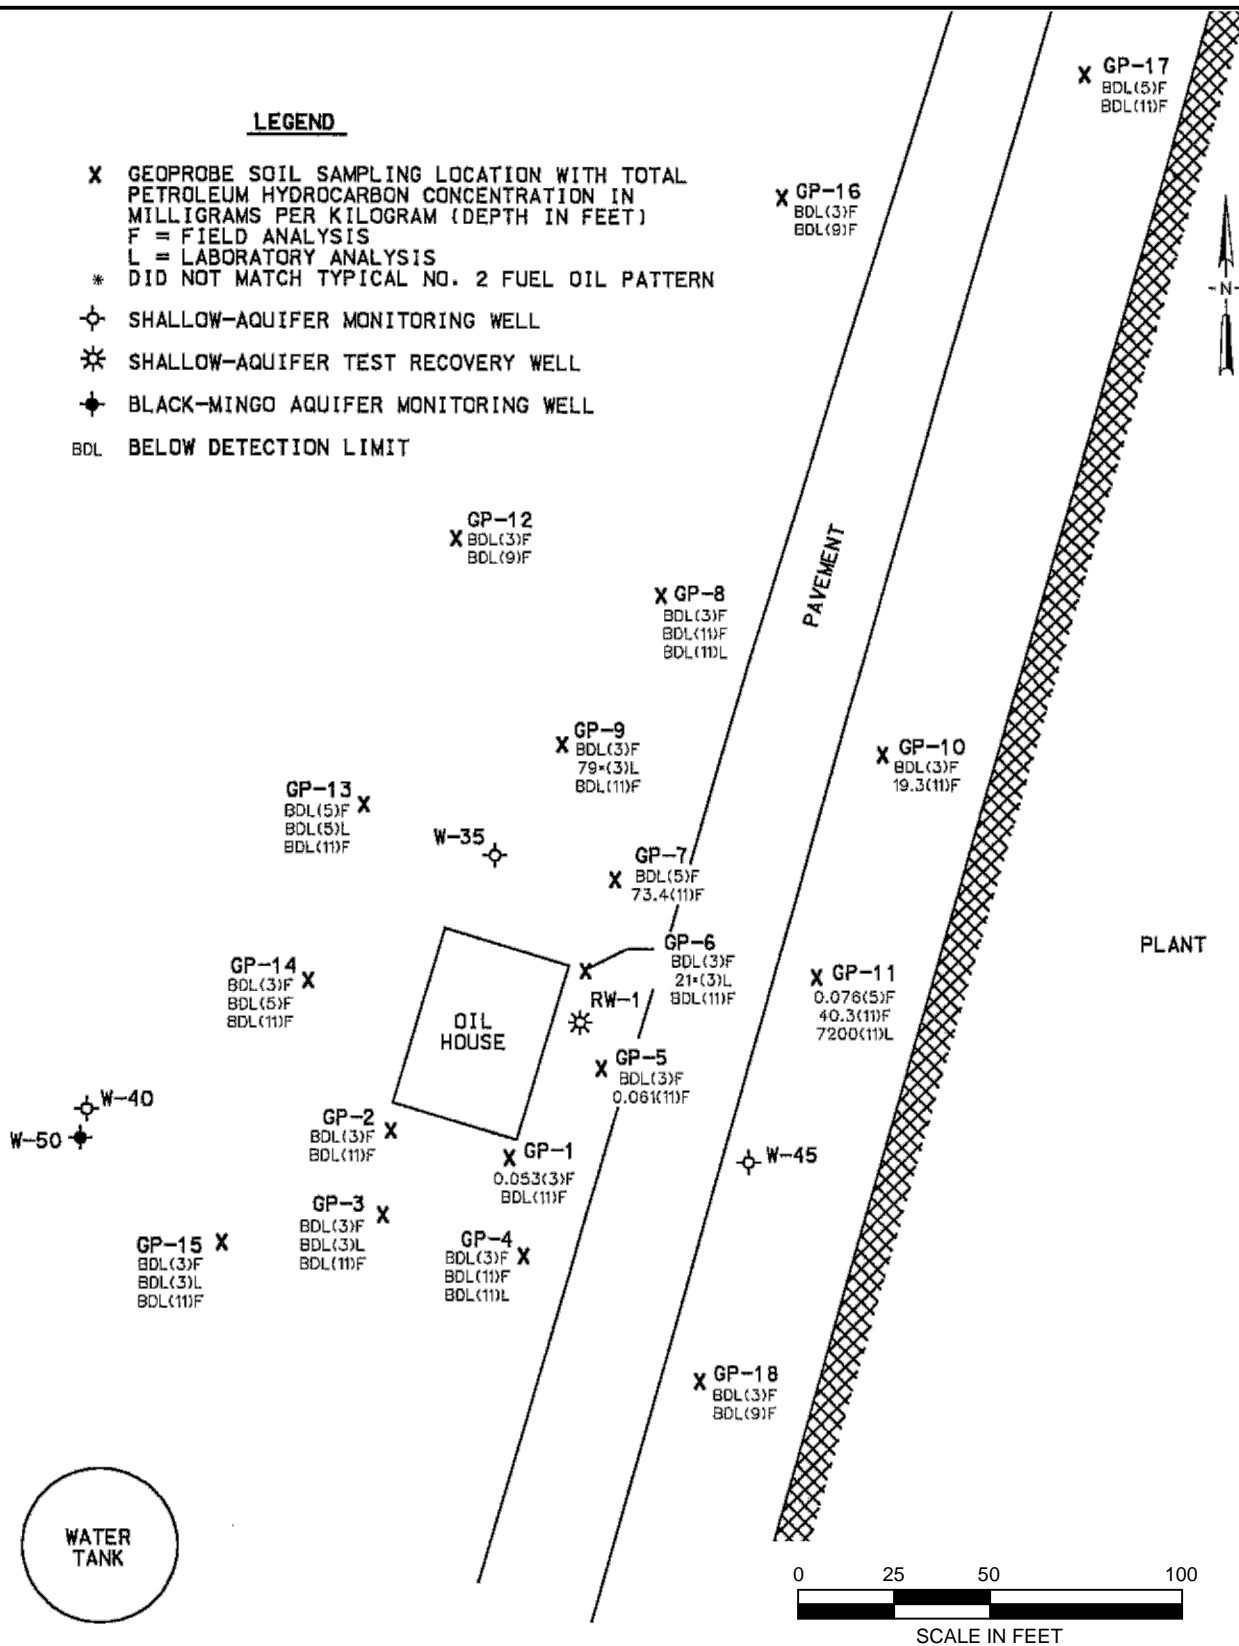 LEGEND
X GEOPROBE SOIL SAMPLING LOCATION WITH TOTAL
PETROLEUM HYDROCARBON CONCENTRATION IN
MILLIGRAMS PER KILOGRAM (DEPTH IN FEET)
F = FIELD ANALYSIS
L = LABORATORY ANALYSIS
* DID NOT MATCH TYPICAL NO. 2 FUEL OIL PATTERN
SHALLOW-AQUIFER MONITORING WELL
SHALLOW-AQUIFER TEST RECOVERY WELL
BLACK-MINGO AQUIFER MONITORING WELL
BDL BELOW DETECTION LIMIT
X GP-17
BDL(5)F
BDL(11)F
X GP-16
BDL(3)F
BDL(9)F
N
GP-12
X BDL(3)F
BDL(9)F
X GP-8
BDL(3)F
BDL(11)F
BDL(11)L
PAVEMENT
GP-9
X BDL(3)F
79*(3)L
BDL(11)F
X GP-10
BDL(3)F
19.3(11)F
GP-13 X
BDL(5)F
BDL(5)L
BDL(11)F
W-35
GP-7
X BDL(5)F
73.4(11)F
PLANT
GP-6
X BDL(3)F
21*(3)L
BDL(11)F
GP-14 X
BDL(3)F
BDL(5)F
BDL(11)F
X GP-11
0.076(5)F
40.3(11)F
7200(11)L
RW-1
OIL
HOUSE
X GP-5
BDL(3)F
0.061(11)F
W-40
W-50
GP-2 X
BDL(3)F
BDL(11)F
X GP-1
0.053(3)F
BDL(11)F
W-45
GP-3 X
BDL(3)F
BDL(3)L
BDL(11)F
GP-15 X
BDL(3)F
BDL(3)L
BDL(11)F
GP-4 X
BDL(3)F
BDL(11)F
BDL(11)L
X GP-18
BDL(3)F
BDL(9)F
WATER
TANK
0 25 50 100
SCALE IN FEET